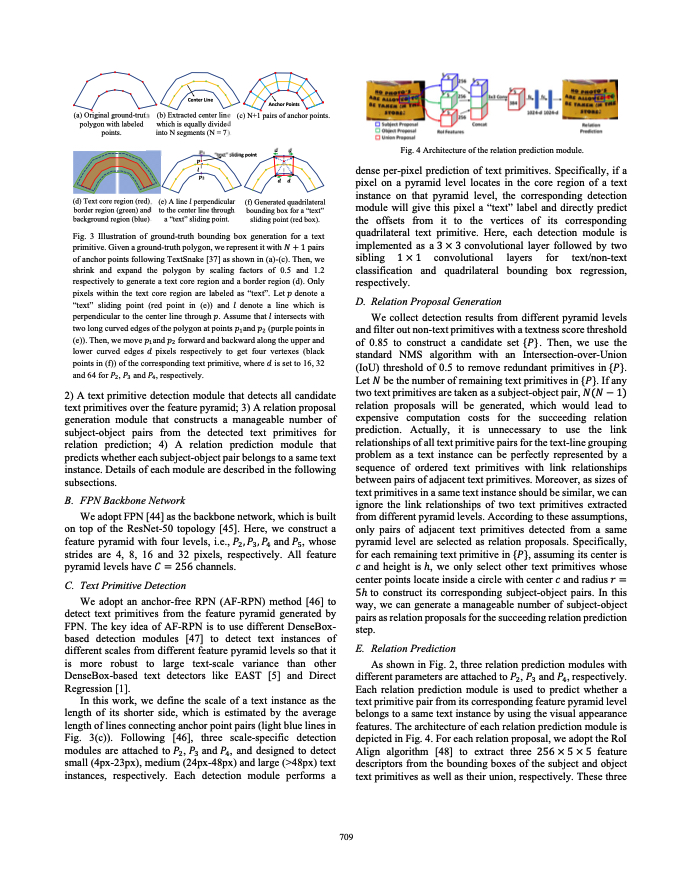 Center Line
Anchor Points
(a) Original ground-truth
polygon with labeled
points.
(b) Extracted center line
which is equally divided
into N segments (N = 7).
(c) N+1 pairs of anchor points.
"text" sliding point
(d) Text core region (red),
border region (green) and
background region (blue)
(e) A line l perpendicular
to the center line through
a "text" sliding point.
(f) Generated quadrilateral
bounding box for a "text"
sliding point (red box).
Fig. 3 Illustration of ground-truth bounding box generation for a text
primitive. Given a ground-truth polygon, we represent it with N + 1 pairs
of anchor points following TextSnake [37] as shown in (a)-(c). Then, we
shrink and expand the polygon by scaling factors of 0.5 and 1.2
respectively to generate a text core region and a border region (d). Only
pixels within the text core region are labeled as "text". Let p denote a
"text" sliding point (red point in (e)) and l denote a line which is
perpendicular to the center line through p. Assume that l intersects with
two long curved edges of the polygon at points p₁and p₂ (purple points in
(e)). Then, we move p₁and p₂ forward and backward along the upper and
lower curved edges d pixels respectively to get four vertexes (black
points in (f)) of the corresponding text primitive, where d is set to 16, 32
and 64 for P₂, P₃ and P₄, respectively.
2) A text primitive detection module that detects all candidate
text primitives over the feature pyramid; 3) A relation proposal
generation module that constructs a manageable number of
subject-object pairs from the detected text primitives for
relation prediction; 4) A relation prediction module that
predicts whether each subject-object pair belongs to a same text
instance. Details of each module are described in the following
subsections.
B. FPN Backbone Network
We adopt FPN [44] as the backbone network, which is built
on top of the ResNet-50 topology [45]. Here, we construct a
feature pyramid with four levels, i.e., P₂, P₃, P₄ and P₅, whose
strides are 4, 8, 16 and 32 pixels, respectively. All feature
pyramid levels have C = 256 channels.
C. Text Primitive Detection
We adopt an anchor-free RPN (AF-RPN) method [46] to
detect text primitives from the feature pyramid generated by
FPN. The key idea of AF-RPN is to use different DenseBox-
based detection modules [47] to detect text instances of
different scales from different feature pyramid levels so that it
is more robust to large text-scale variance than other
DenseBox-based text detectors like EAST [5] and Direct
Regression [1].
In this work, we define the scale of a text instance as the
length of its shorter side, which is estimated by the average
length of lines connecting anchor point pairs (light blue lines in
Fig. 3(c)). Following [46], three scale-specific detection
modules are attached to P₂, P₃ and P₄, and designed to detect
small (4px-23px), medium (24px-48px) and large (>48px) text
instances, respectively. Each detection module performs a
Subject Proposal
Object Proposal
Union Proposal
256
256
256
RoI Features
Concat
3x3 Conv
1024-d 1024-d
Relation
Prediction
Fig. 4 Architecture of the relation prediction module.
dense per-pixel prediction of text primitives. Specifically, if a
pixel on a pyramid level locates in the core region of a text
instance on that pyramid level, the corresponding detection
module will give this pixel a "text" label and directly predict
the offsets from it to the vertices of its corresponding
quadrilateral text primitive. Here, each detection module is
implemented as a 3 × 3 convolutional layer followed by two
sibling 1 × 1 convolutional layers for text/non-text
classification and quadrilateral bounding box regression,
respectively.
D. Relation Proposal Generation
We collect detection results from different pyramid levels
and filter out non-text primitives with a textness score threshold
of 0.85 to construct a candidate set {P}. Then, we use the
standard NMS algorithm with an Intersection-over-Union
(IoU) threshold of 0.5 to remove redundant primitives in {P}.
Let N be the number of remaining text primitives in {P}. If any
two text primitives are taken as a subject-object pair, N(N − 1)
relation proposals will be generated, which would lead to
expensive computation costs for the succeeding relation
prediction. Actually, it is unnecessary to use the link
relationships of all text primitive pairs for the text-line grouping
problem as a text instance can be perfectly represented by a
sequence of ordered text primitives with link relationships
between pairs of adjacent text primitives. Moreover, as sizes of
text primitives in a same text instance should be similar, we can
ignore the link relationships of two text primitives extracted
from different pyramid levels. According to these assumptions,
only pairs of adjacent text primitives detected from a same
pyramid level are selected as relation proposals. Specifically,
for each remaining text primitive in {P}, assuming its center is
c and height is h, we only select other text primitives whose
center points locate inside a circle with center c and radius r =
5h to construct its corresponding subject-object pairs. In this
way, we can generate a manageable number of subject-object
pairs as relation proposals for the succeeding relation prediction
step.
E. Relation Prediction
As shown in Fig. 2, three relation prediction modules with
different parameters are attached to P₂, P₃ and P₄, respectively.
Each relation prediction module is used to predict whether a
text primitive pair from its corresponding feature pyramid level
belongs to a same text instance by using the visual appearance
features. The architecture of each relation prediction module is
depicted in Fig. 4. For each relation proposal, we adopt the RoI
Align algorithm [48] to extract three 256 × 5 × 5 feature
descriptors from the bounding boxes of the subject and object
text primitives as well as their union, respectively. These three
709